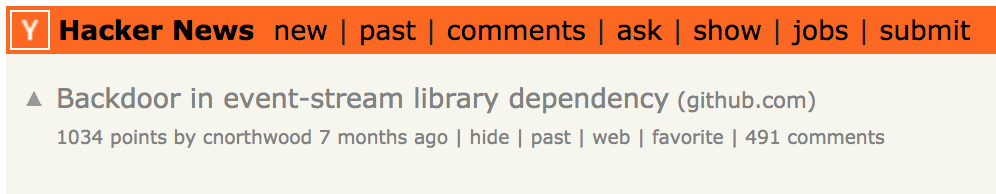 Y Hacker News new | past | comments | ask | show | jobs | submit
Backdoor in event-stream library dependency (github.com)
1034 points by cnorthwood 7 months ago | hide | past | web | favorite | 491 comments